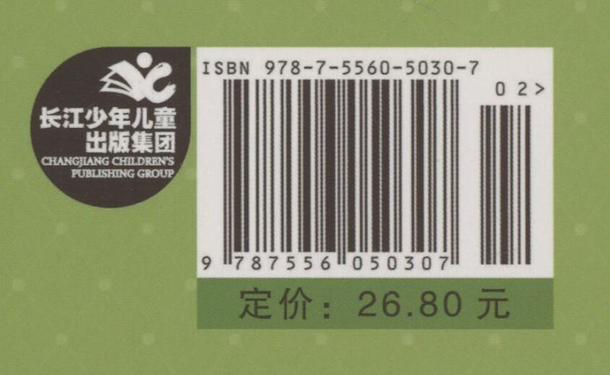 长江少年儿童
出版集团
CHANGJIANG CHILDREN'S
PUBLISHING GROUP
ISBN 978-7-5560-5030-7
02>
9 787556 050307
定价：26.80 元